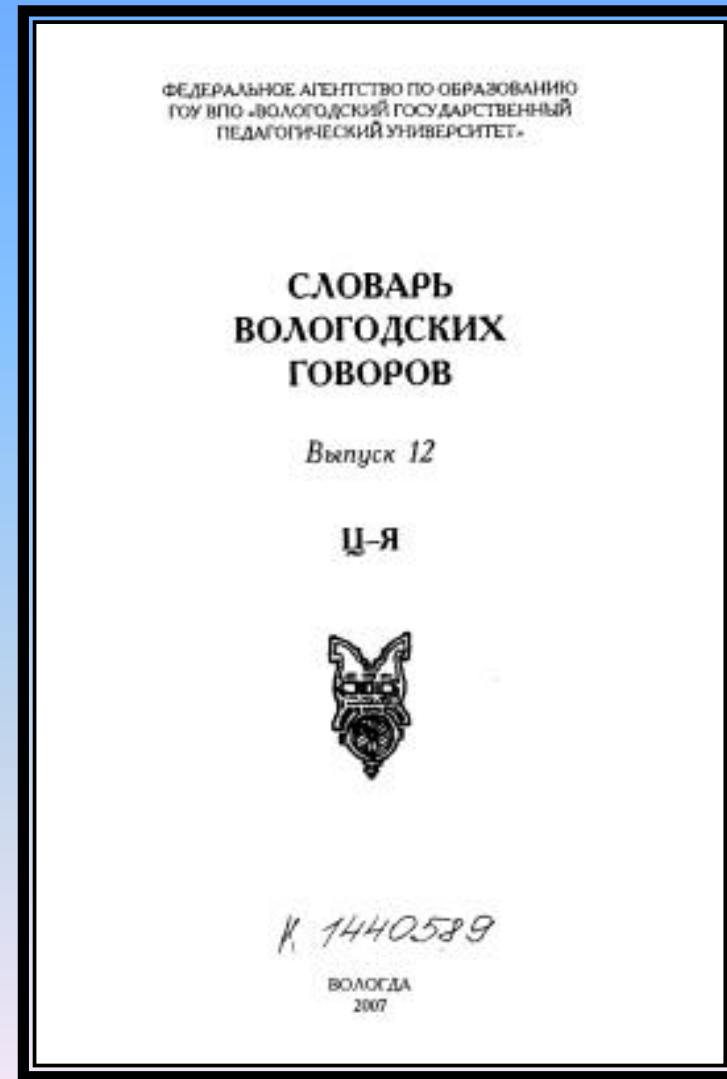 ФЕДЕРАЛЬНОЕ АГЕНТСТВО ПО ОБРАЗОВАНИЮ
ГОУ ВПО «ВОЛОГОДСКИЙ ГОСУДАРСТВЕННЫЙ
ПЕДАГОГИЧЕСКИЙ УНИВЕРСИТЕТ»
СЛОВАРЬ
ВОЛОГОДСКИХ
ГОВОРОВ
Выпуск 12
Ц–Я
К 1440589
ВОЛОГДА
2007